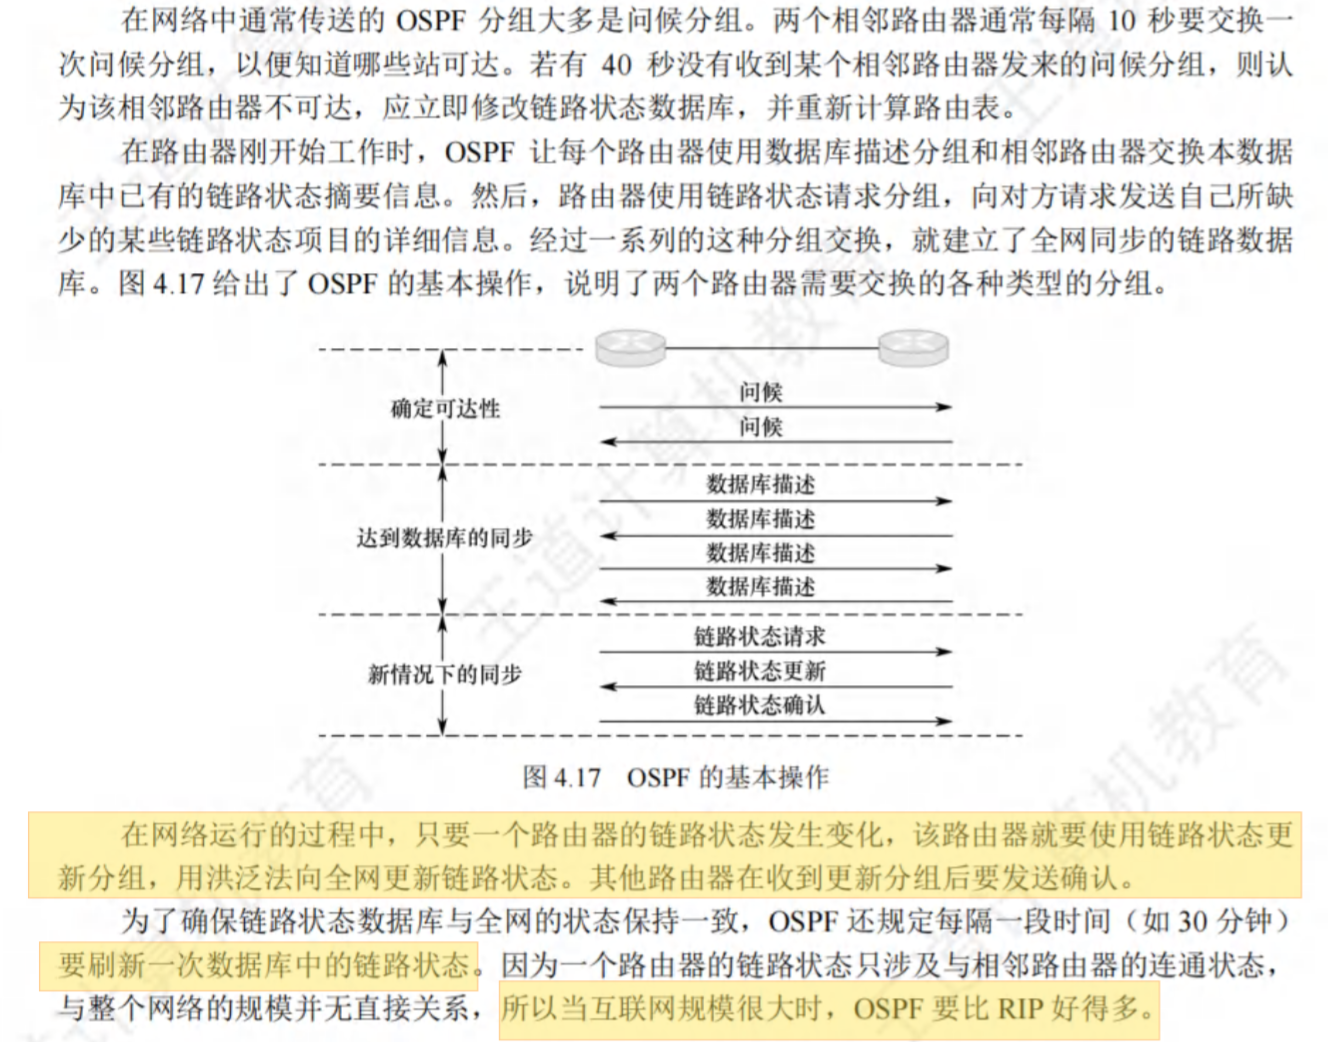 在网络中通常传送的 OSPF 分组大多是问候分组。两个相邻路由器通常每隔 10 秒要交换一
次问候分组，以便知道哪些站可达。若有 40 秒没有收到某个相邻路由器发来的问候分组，则认
为该相邻路由器不可达，应立即修改链路状态数据库，并重新计算路由表。
在路由器刚开始工作时，OSPF 让每个路由器使用数据库描述分组和相邻路由器交换本数据
库中已有的链路状态摘要信息。然后，路由器使用链路状态请求分组，向对方请求发送自己所缺
少的某些链路状态项目的详细信息。经过一系列的这种分组交换，就建立了全网同步的链路数据
库。图 4.17 给出了 OSPF 的基本操作，说明了两个路由器需要交换的各种类型的分组。
确定可达性
问候
问候
达到数据库的同步
数据库描述
数据库描述
数据库描述
数据库描述
新情况下的同步
链路状态请求
链路状态更新
链路状态确认
图 4.17 OSPF 的基本操作
在网络运行的过程中，只要一个路由器的链路状态发生变化，该路由器就要使用链路状态更
新分组，用洪泛法向全网更新链路状态。其他路由器在收到更新分组后要发送确认。
为了确保链路状态数据库与全网的状态保持一致，OSPF 还规定每隔一段时间（如 30 分钟）
要刷新一次数据库中的链路状态。因为一个路由器的链路状态只涉及与相邻路由器的连通状态，
与整个网络的规模并无直接关系，所以当互联网规模很大时，OSPF 要比 RIP 好得多。
王道计算机教育